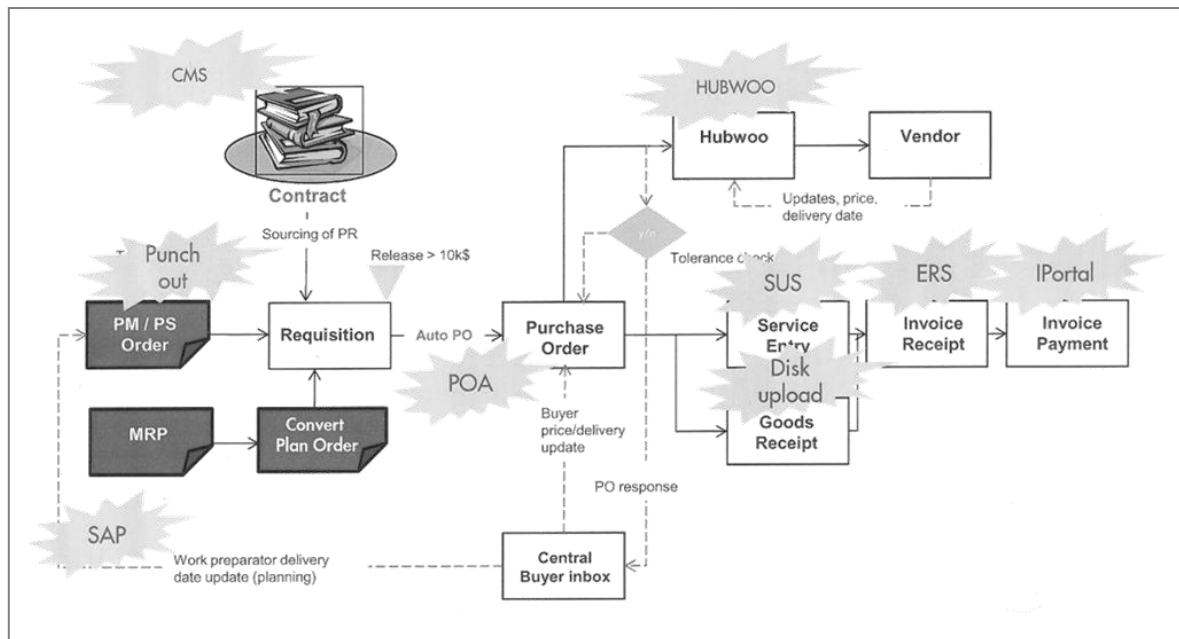 CMS
HUBWOO
Hubwoo
Vendor
Contract
Updates, price,
delivery date
Sourcing of PR
Release > 10k$
y/n
Tolerance check
Punch
out
SUS
ERS
IPortal
PM / PS
Order
Requisition
Auto PO
Purchase
Order
Service
Entry
Invoice
Receipt
Invoice
Payment
POA
Disk
upload
MRP
Convert
Plan Order
Buyer
price/delivery
update
Goods
Receipt
PO response
SAP
Work preparator delivery
date update (planning)
Central
Buyer inbox